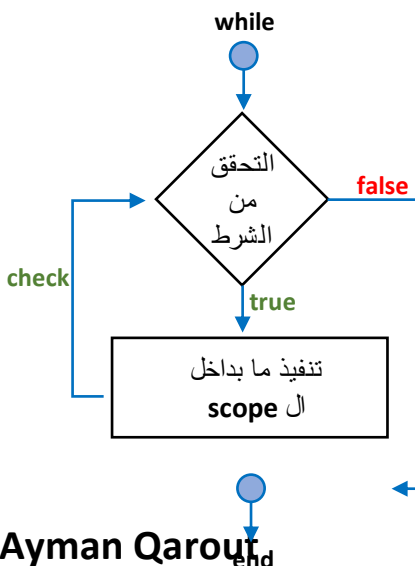 while
التحقق
من
الشرط
false
check
true
تنفيذ ما بداخل
ال scope
Ayman Qarout
end